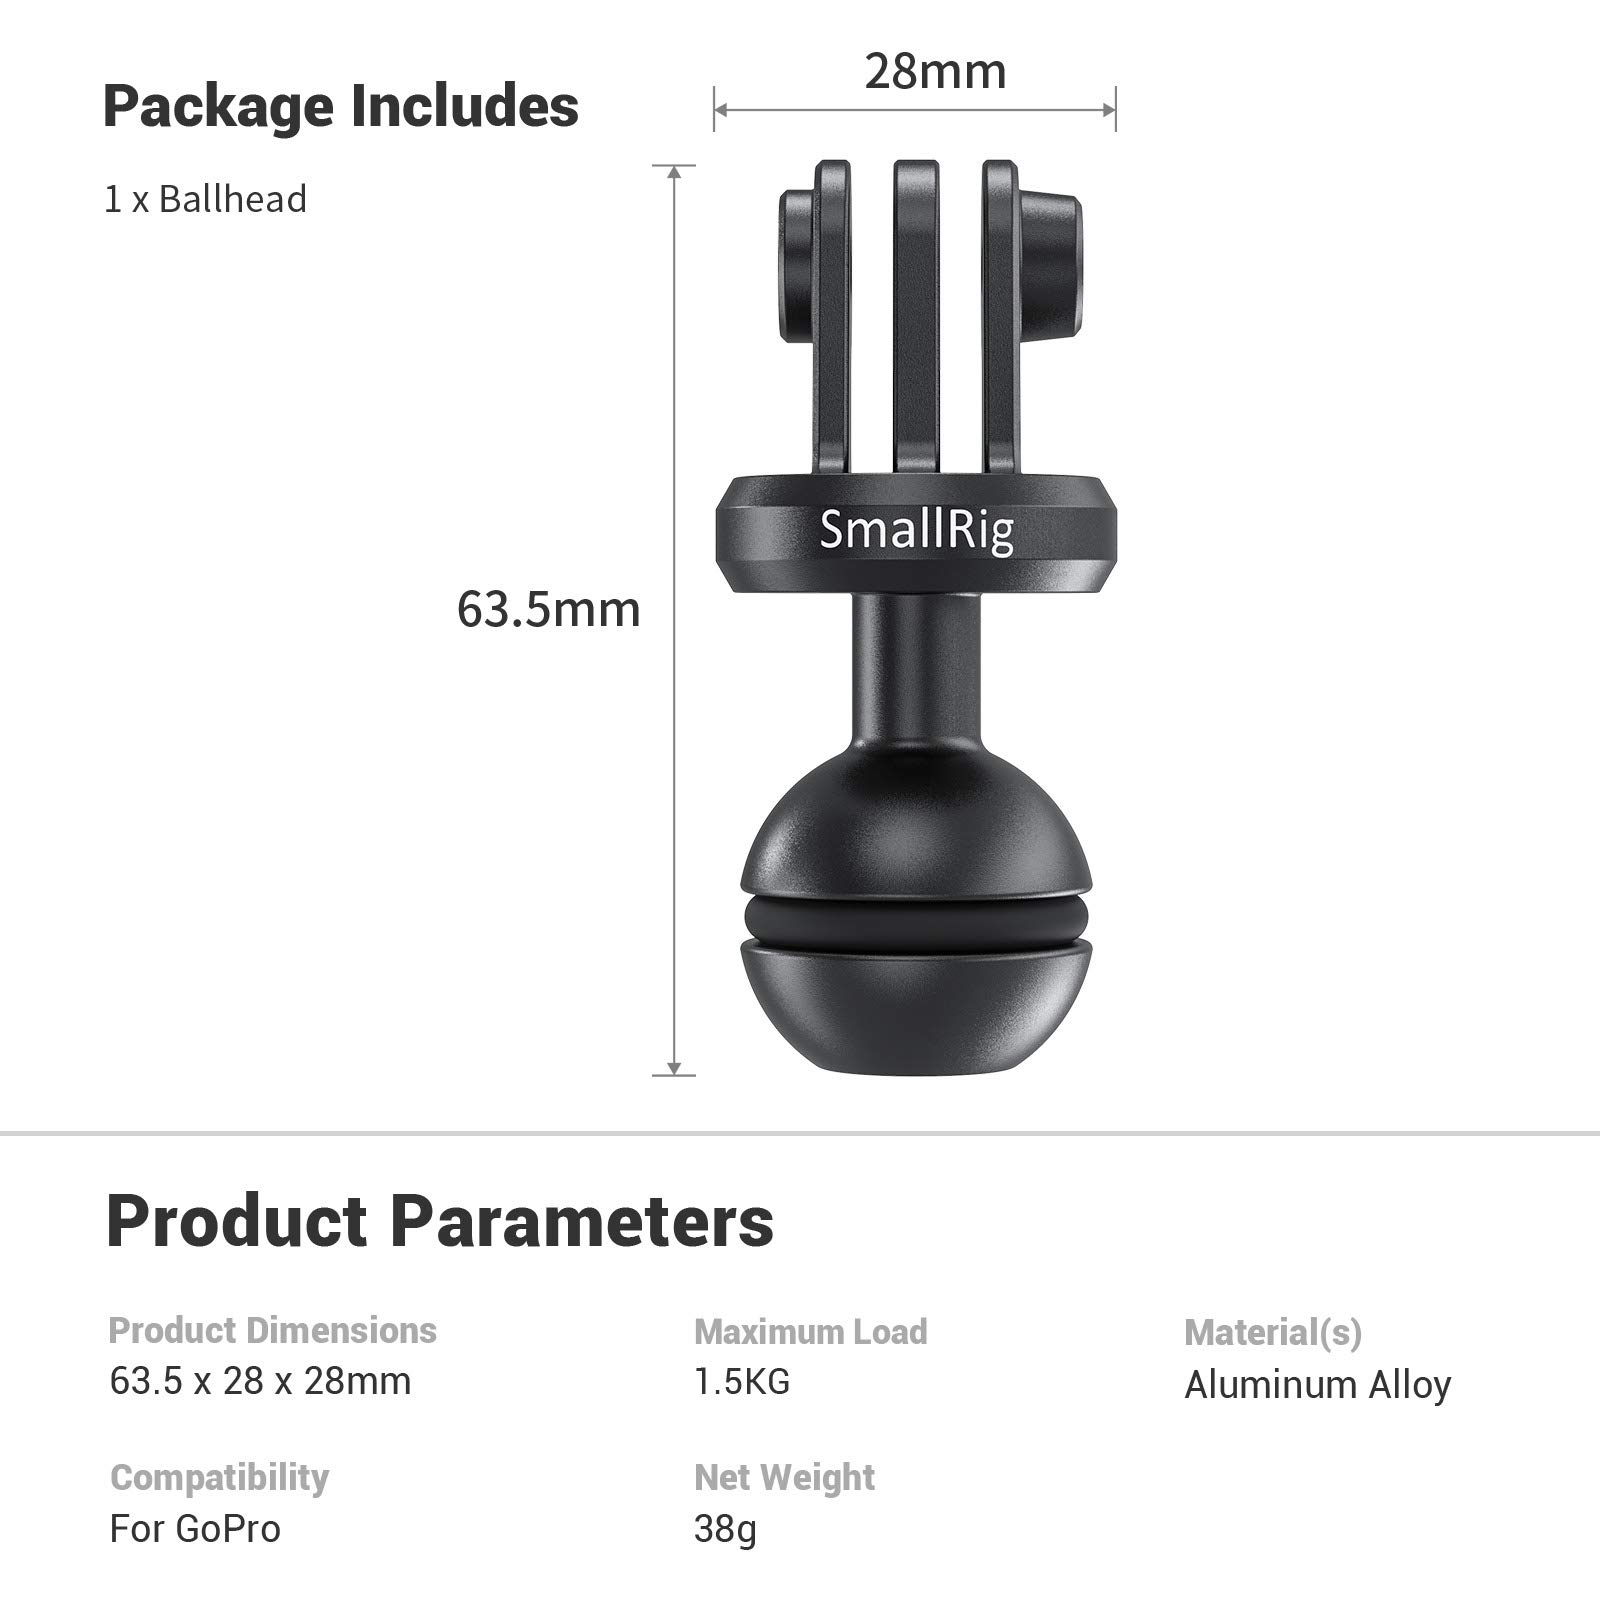 Package Includes
1 x Ballhead
28mm
63.5mm
SmallRig
Product Parameters
Product Dimensions
63.5 x 28 x 28mm
Maximum Load
1.5KG
Material(s)
Aluminum Alloy
Compatibility
For GoPro
Net Weight
38g